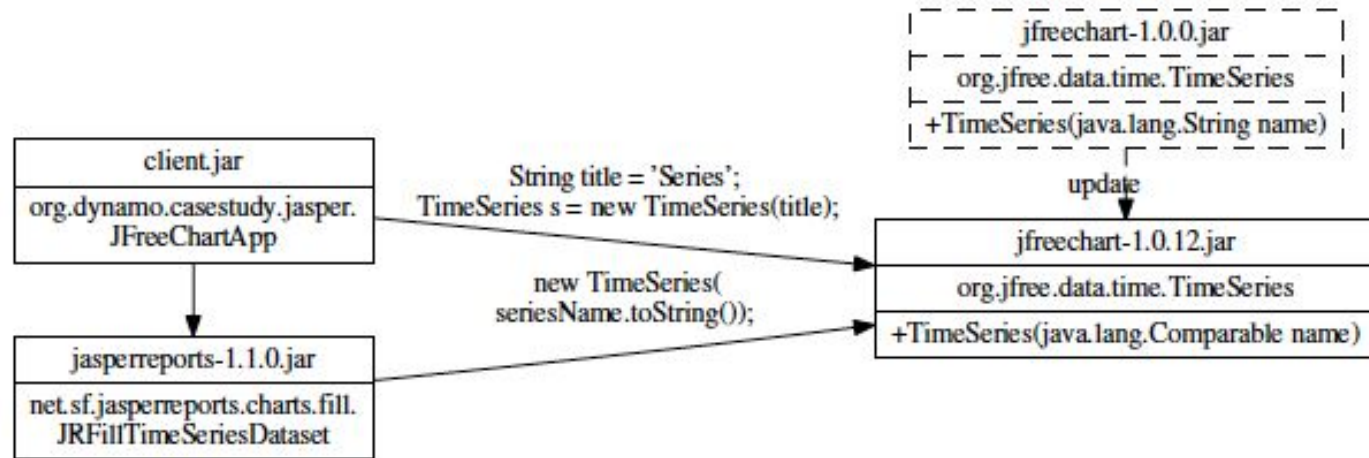 jfreechart-1.0.0.jar
org.jfree.data.time.TimeSeries
+TimeSeries(java.lang.String name)
update
client.jar
org.dynamo.casestudy.jasper.
JFreeChartApp
String title = 'Series';
TimeSeries s = new TimeSeries(title);
jfreechart-1.0.12.jar
org.jfree.data.time.TimeSeries
+TimeSeries(java.lang.Comparable name)
new TimeSeries(
seriesName.toString());
jasperreports-1.1.0.jar
net.sf.jasperreports.charts.fill.
JRFillTimeSeriesDataset